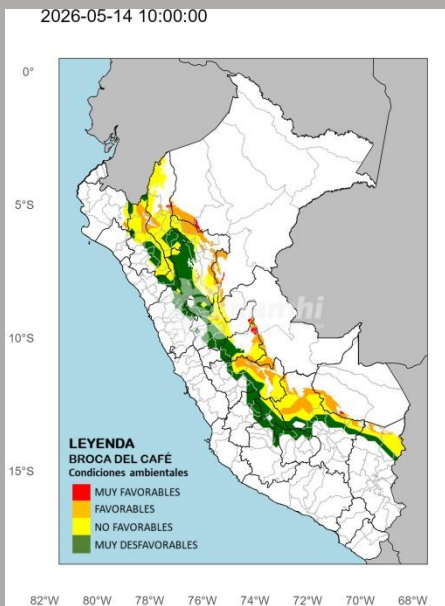 2026-05-14 10:00:00
0°
5°S
10°S
15°S
senamhi
LEYENDA
BROCA DEL CAFÉ
Condiciones ambientales
MUY FAVORABLES
FAVORABLES
NO FAVORABLES
MUY DESFAVORABLES
82°W 80°W 78°W 76°W 74°W 72°W 70°W 68°W